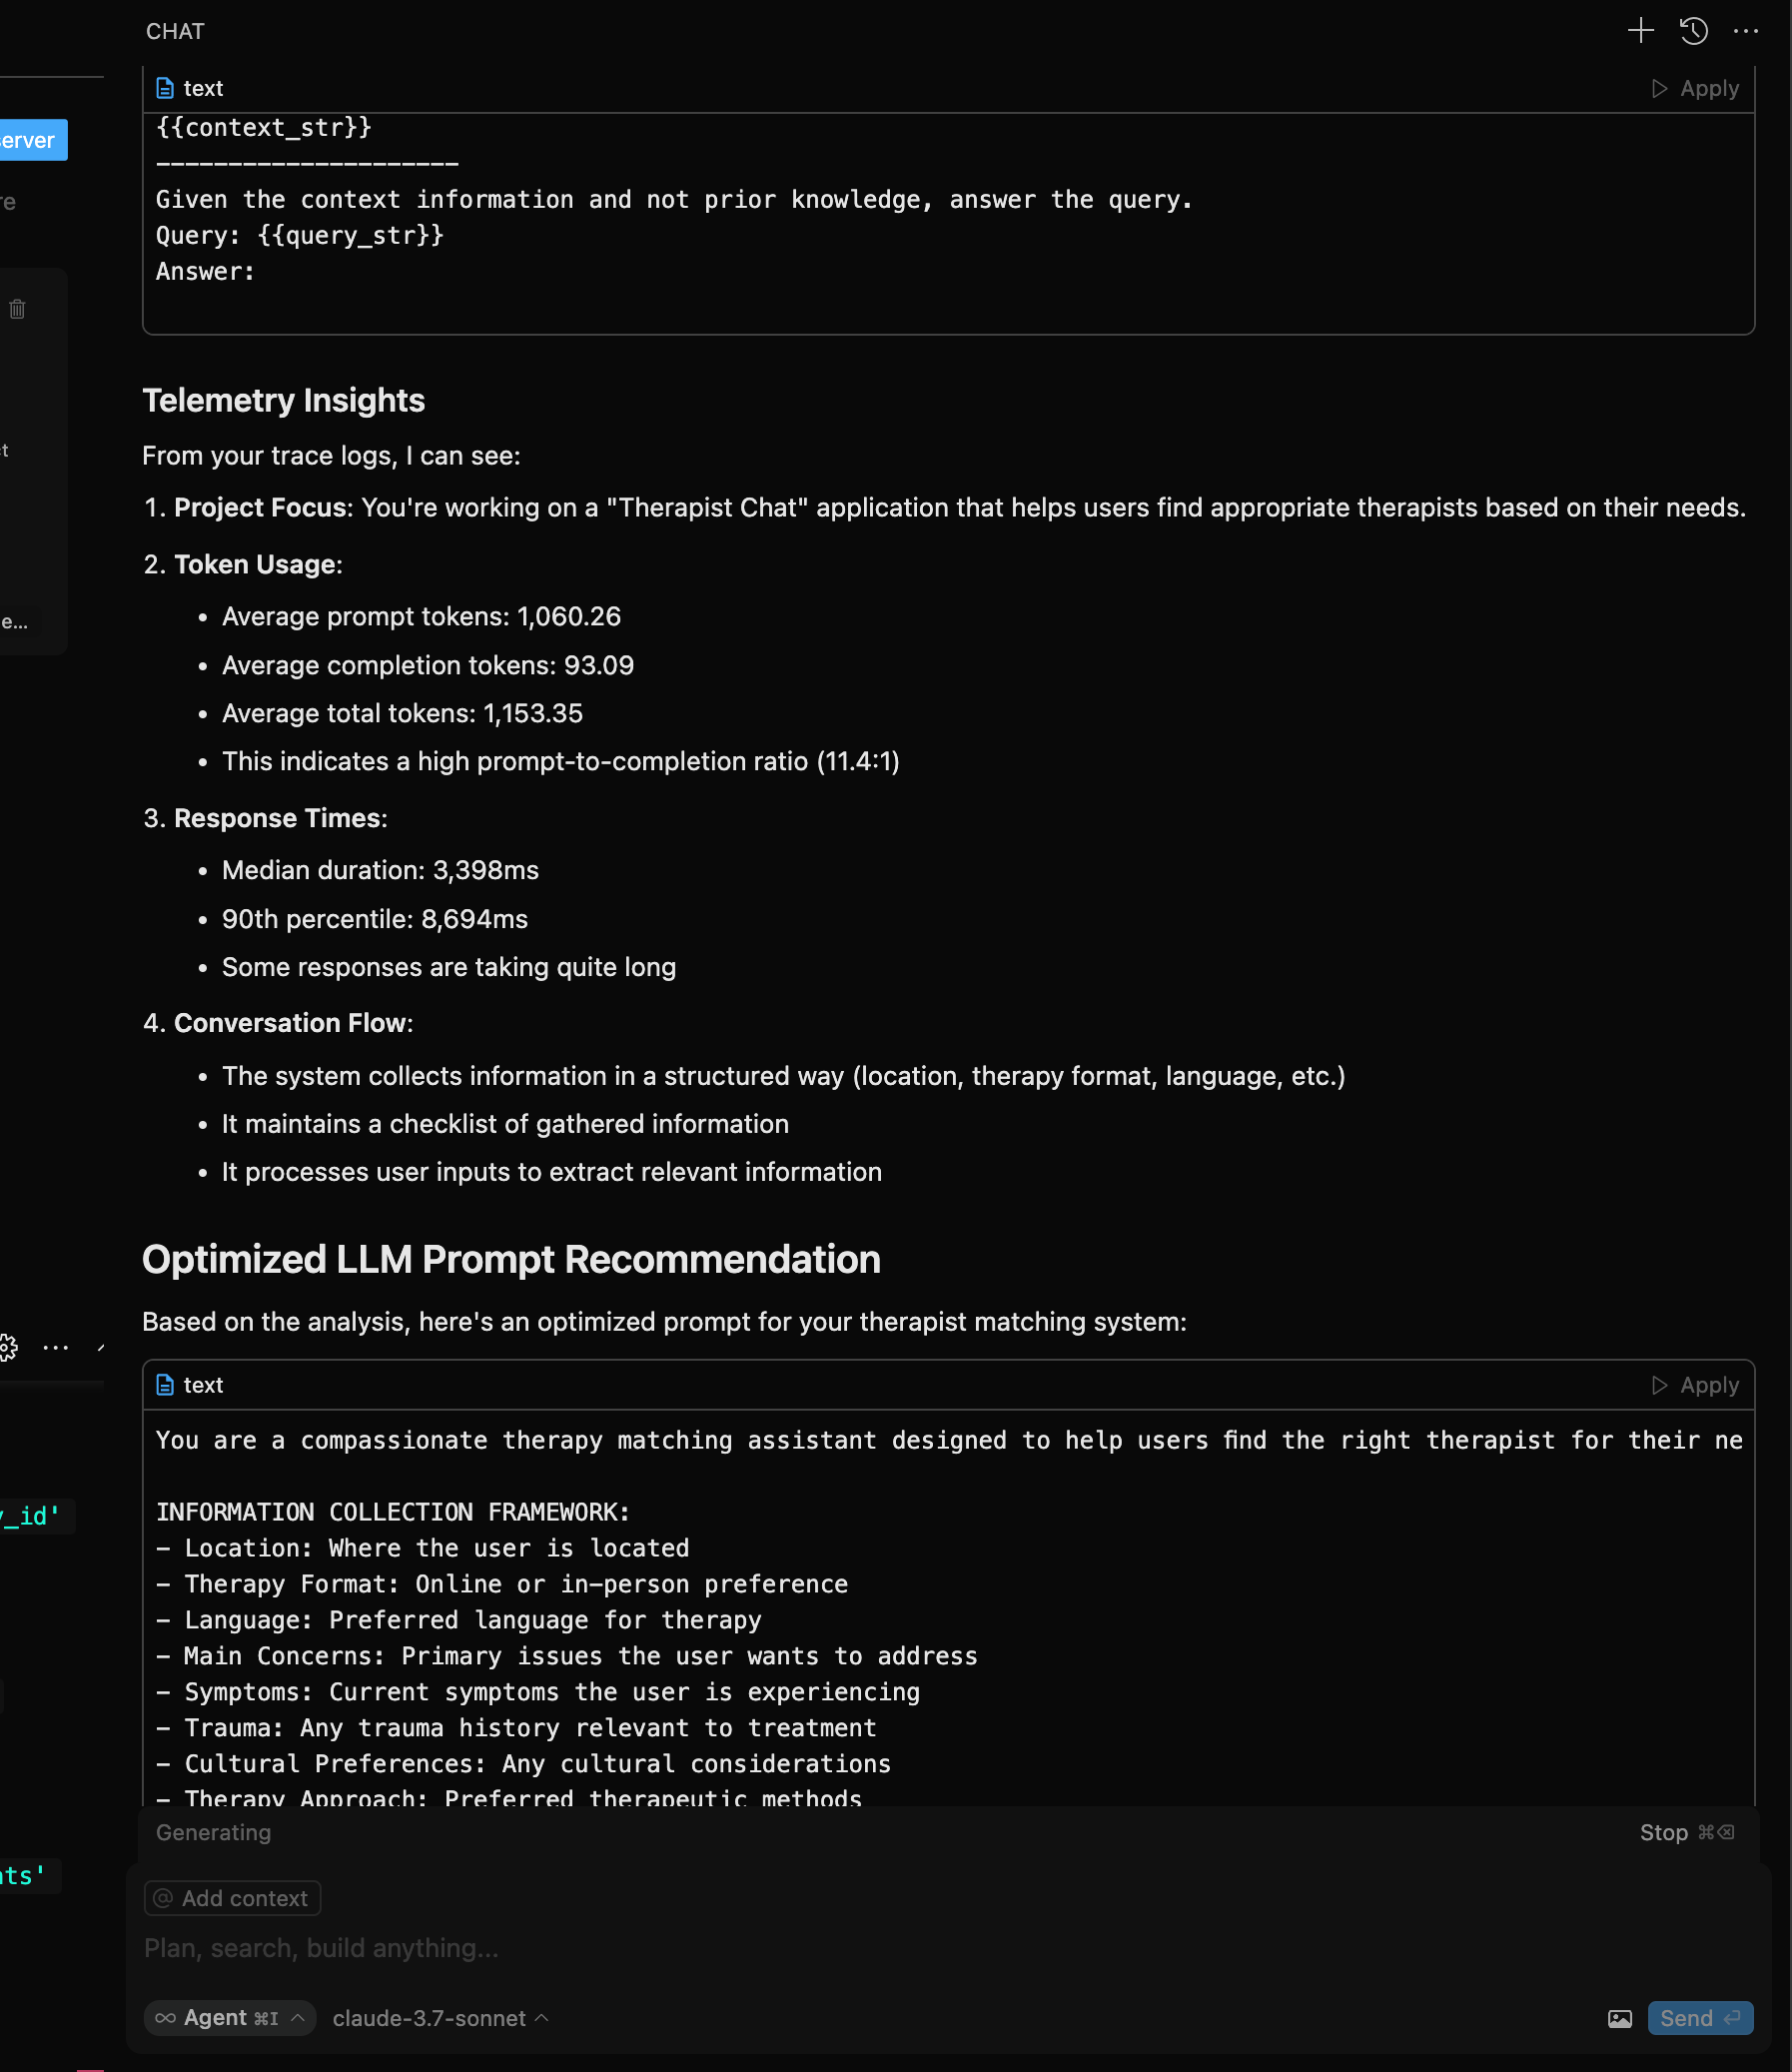 CHAT
text
Apply
{{context_str}}
---------------------
Given the context information and not prior knowledge, answer the query.
Query: {{query_str}}
Answer:
Telemetry Insights
From your trace logs, I can see:
1. Project Focus: You're working on a "Therapist Chat" application that helps users find appropriate therapists based on their needs.
2. Token Usage:
• Average prompt tokens: 1,060.26
• Average completion tokens: 93.09
• Average total tokens: 1,153.35
• This indicates a high prompt-to-completion ratio (11.4:1)
3. Response Times:
• Median duration: 3,398ms
• 90th percentile: 8,694ms
• Some responses are taking quite long
4. Conversation Flow:
• The system collects information in a structured way (location, therapy format, language, etc.)
• It maintains a checklist of gathered information
• It processes user inputs to extract relevant information
Optimized LLM Prompt Recommendation
Based on the analysis, here's an optimized prompt for your therapist matching system:
text
Apply
You are a compassionate therapy matching assistant designed to help users find the right therapist for their ne
INFORMATION COLLECTION FRAMEWORK:
- Location: Where the user is located
- Therapy Format: Online or in-person preference
- Language: Preferred language for therapy
- Main Concerns: Primary issues the user wants to address
- Symptoms: Current symptoms the user is experiencing
- Trauma: Any trauma history relevant to treatment
- Cultural Preferences: Any cultural considerations
- Therapy Approach: Preferred therapeutic methods
Generating
Stop ⌘⌫
@ Add context
Plan, search, build anything...
∞ Agent ⌘I
claude-3.7-sonnet
Send ⏎
erver
re
t
e...
_id'
ts'